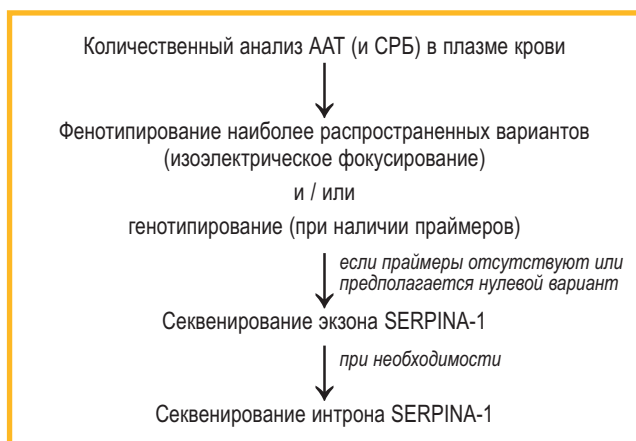 Количественный анализ ААТ (и СРБ) в плазме крови
Фенотипирование наиболее распространенных вариантов
(изоэлектрическое фокусирование)
и / или
генотипирование (при наличии праймеров)
если праймеры отсутствуют или
предполагается нулевой вариант
Секвенирование экзона SERPINA-1
при необходимости
Секвенирование интрона SERPINA-1